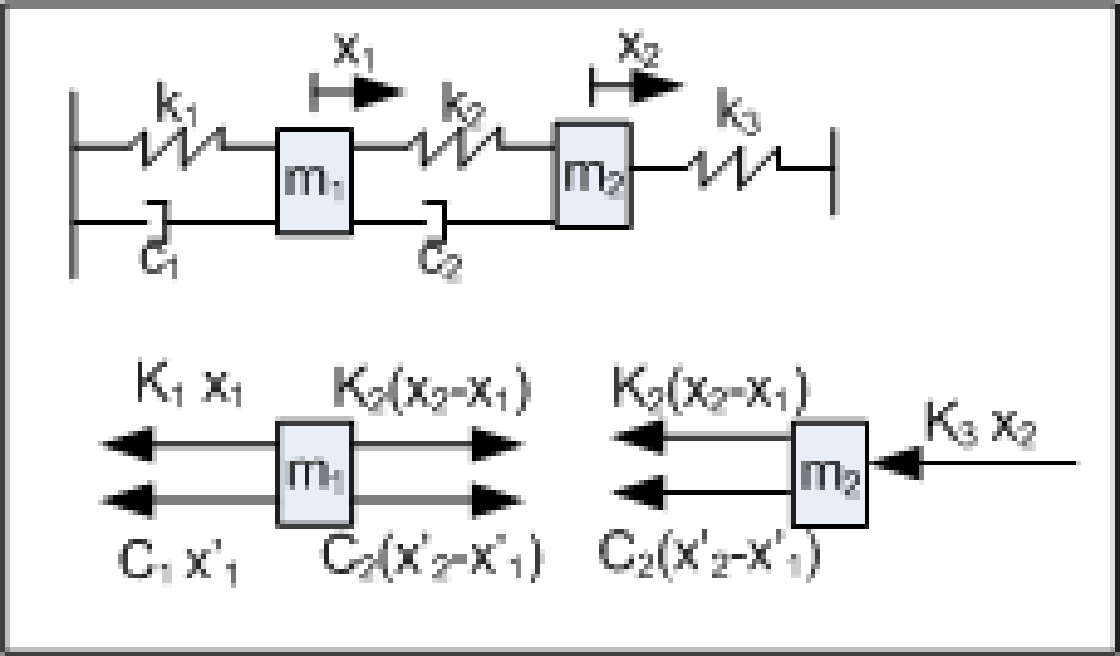 x₁ x₂
k₁ k₂ k₃
m₁ m₂
c₁ c₂
K₁ x₁ K₂(x₂-x₁) K₂(x₂-x₁) K₃ x₂
m₁ m₂
C₁ x'₁ C₂(x'₂-x'₁) C₂(x'₂-x'₁)